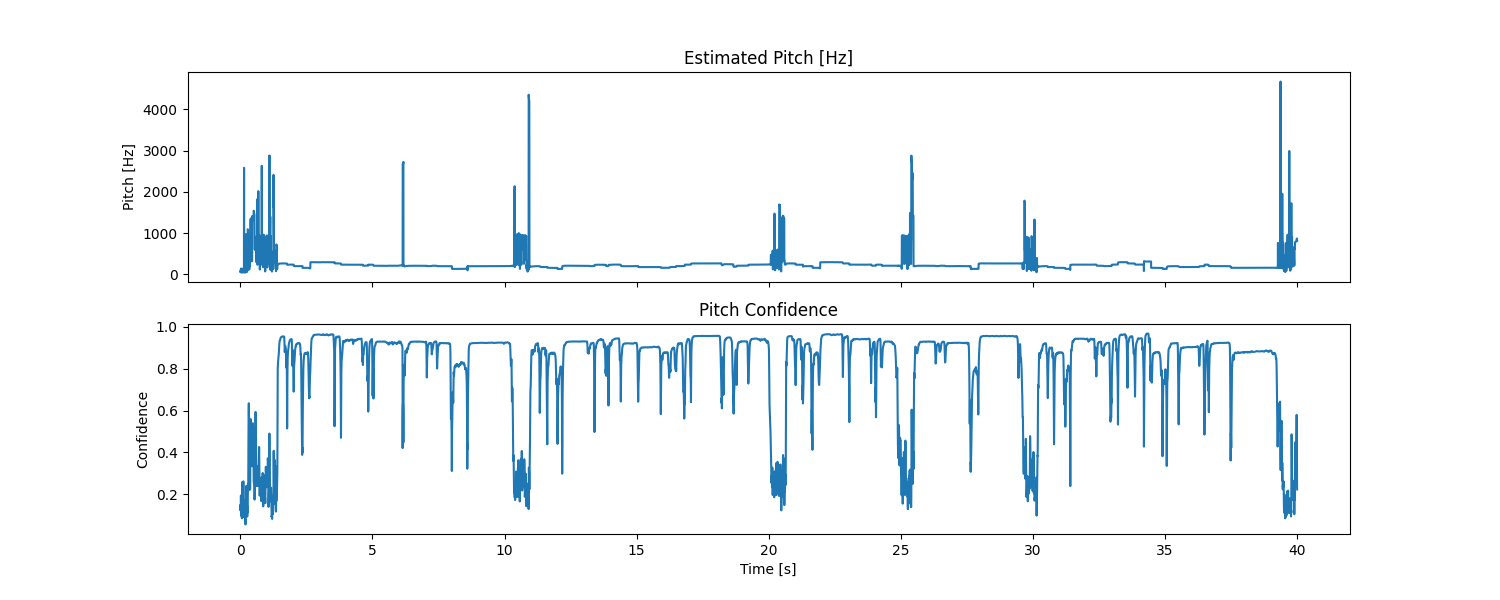 Estimated Pitch [Hz]
Pitch [Hz]
4000
3000
2000
1000
0
Pitch Confidence
Confidence
1.0
0.8
0.6
0.4
0.2
0 5 10 15 20 25 30 35 40
Time [s]